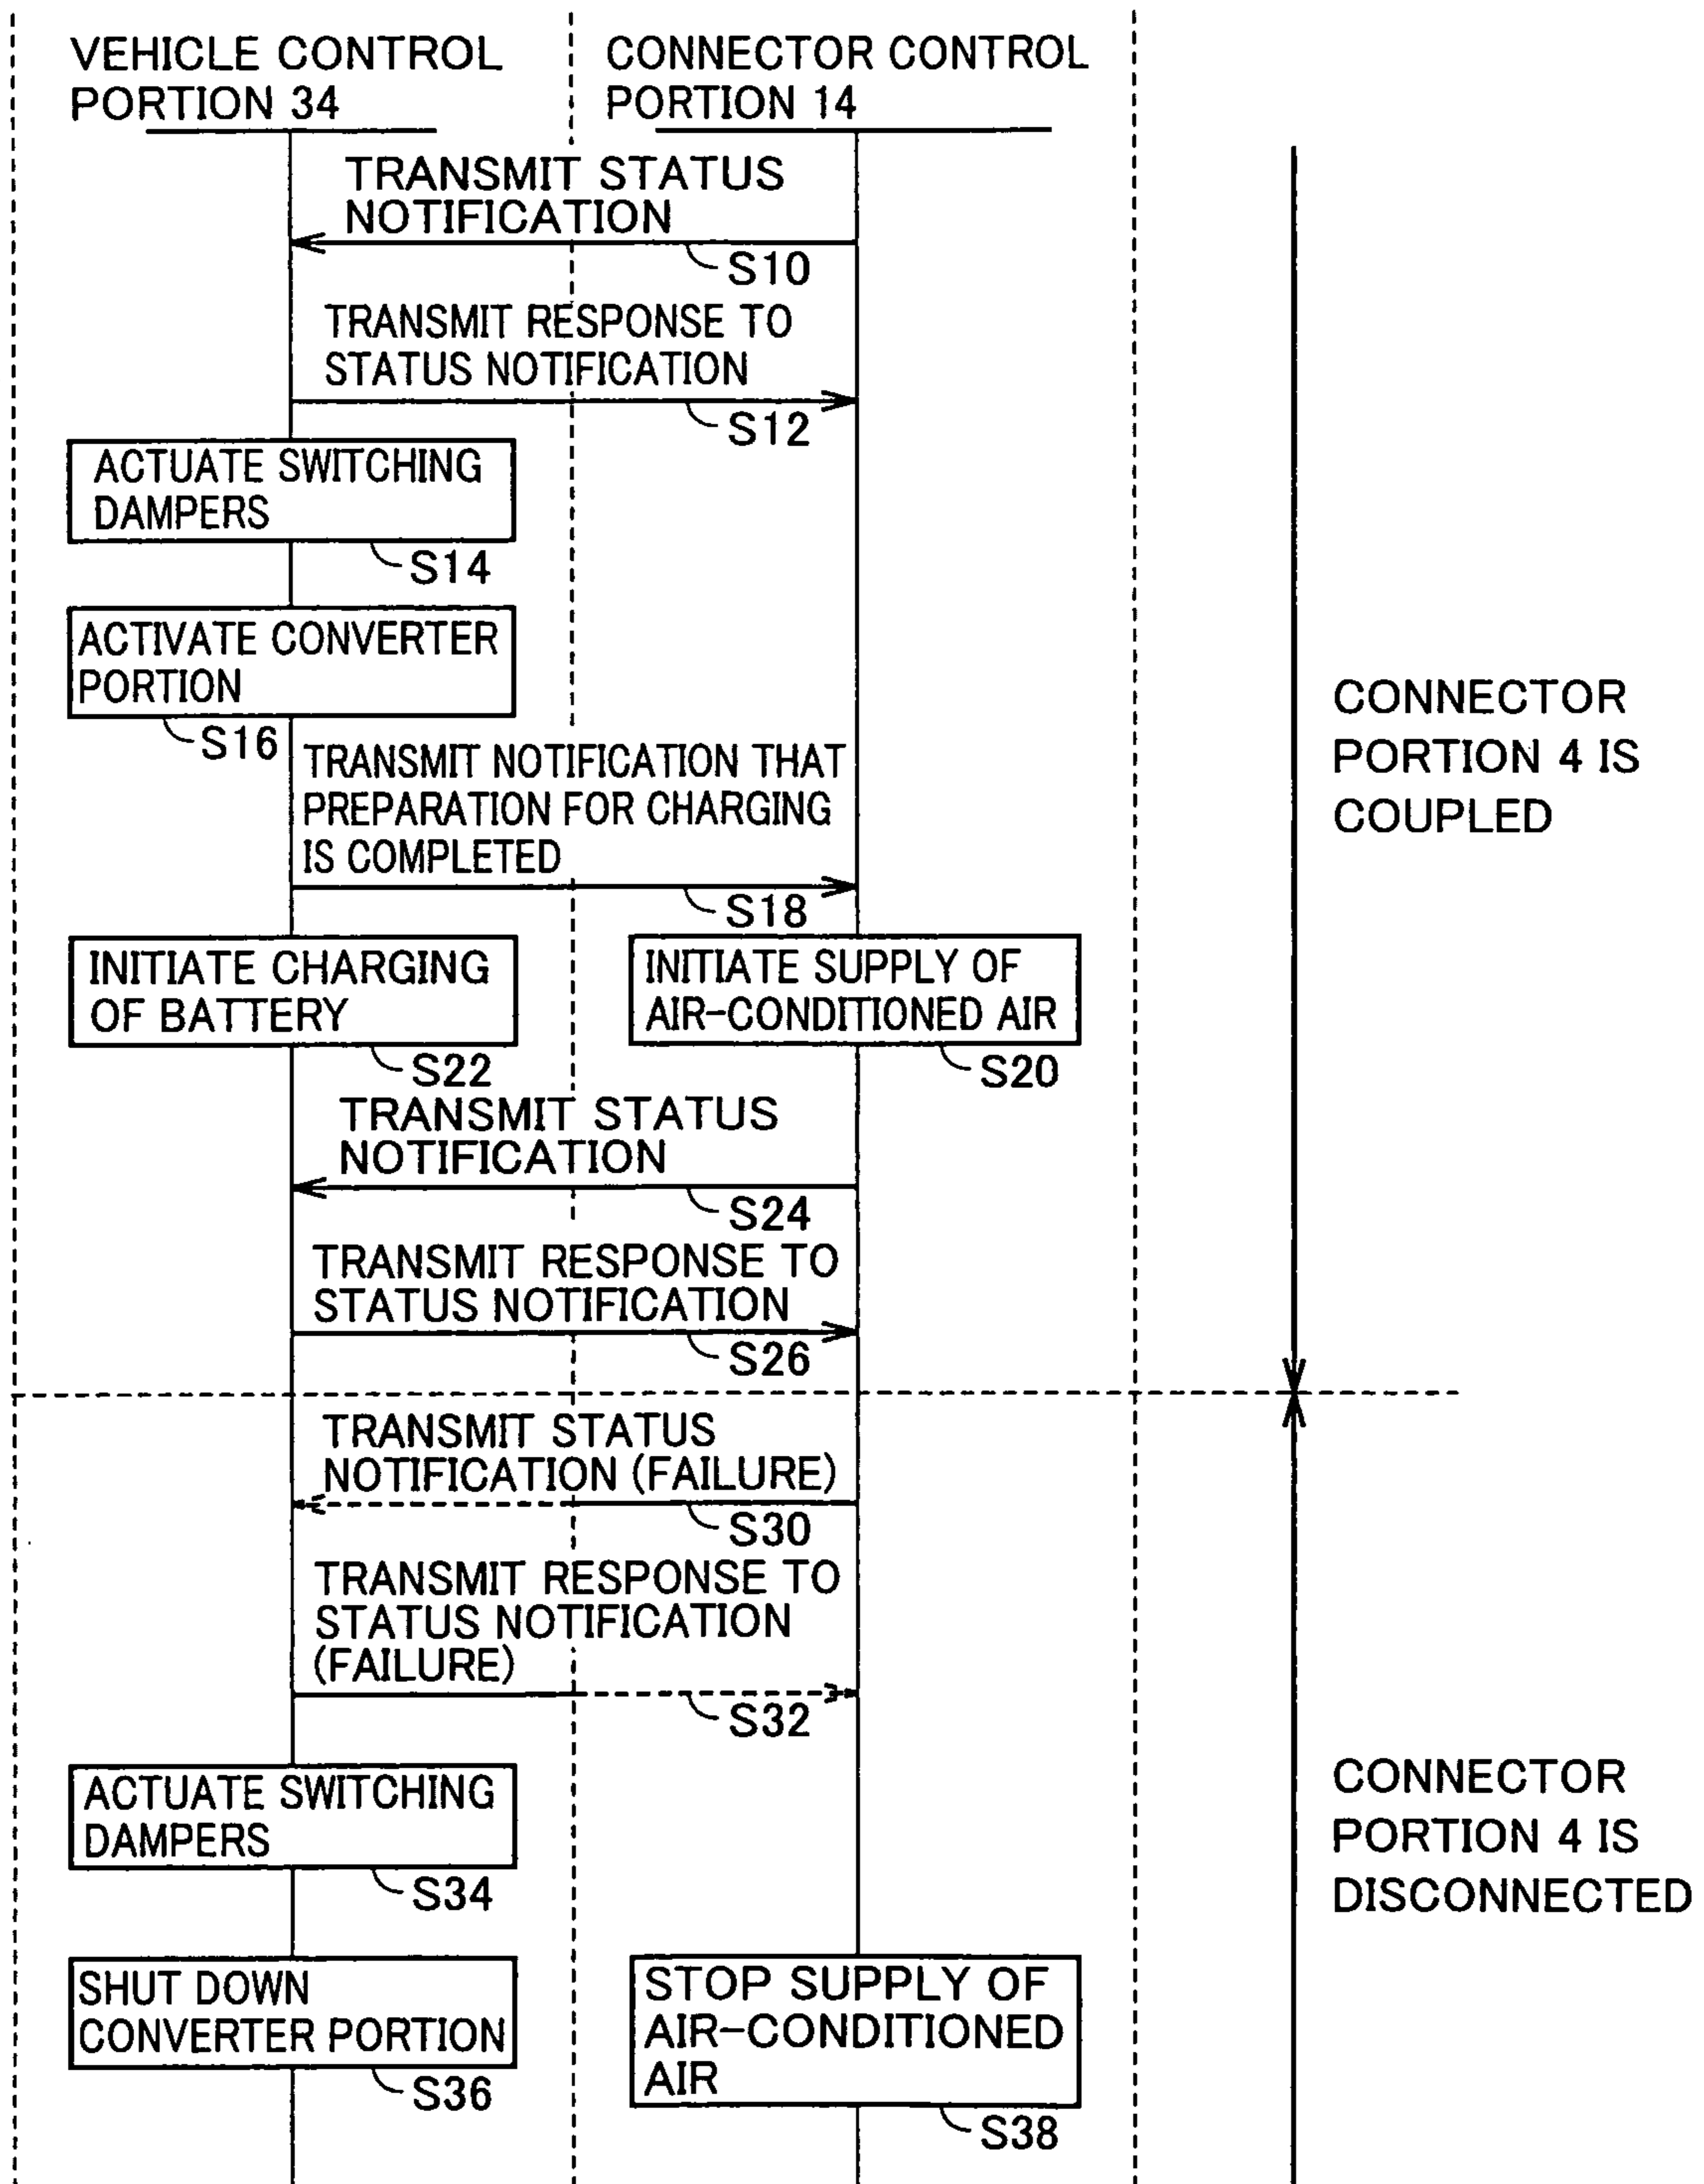 VEHICLE CONTROL
PORTION 34
CONNECTOR CONTROL
PORTION 14
TRANSMIT STATUS
NOTIFICATION
S10
TRANSMIT RESPONSE TO
STATUS NOTIFICATION
S12
ACTUATE SWITCHING
DAMPERS
S14
ACTIVATE CONVERTER
PORTION
S16
CONNECTOR
PORTION 4 IS
COUPLED
TRANSMIT NOTIFICATION THAT
PREPARATION FOR CHARGING
IS COMPLETED
S18
INITIATE CHARGING
OF BATTERY
S22
INITIATE SUPPLY OF
AIR-CONDITIONED AIR
S20
TRANSMIT STATUS
NOTIFICATION
S24
TRANSMIT RESPONSE TO
STATUS NOTIFICATION
S26
TRANSMIT STATUS
NOTIFICATION (FAILURE)
S30
TRANSMIT RESPONSE TO
STATUS NOTIFICATION
(FAILURE)
S32
ACTUATE SWITCHING
DAMPERS
S34
CONNECTOR
PORTION 4 IS
DISCONNECTED
SHUT DOWN
CONVERTER PORTION
S36
STOP SUPPLY OF
AIR-CONDITIONED
AIR
S38